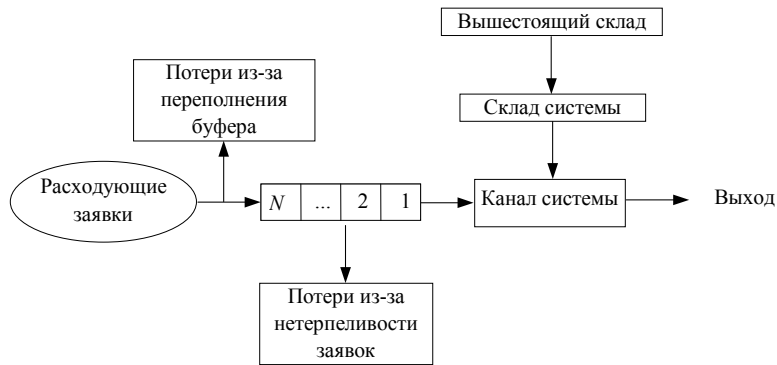 Вышестоящий склад
Потери из-за
переполнения
буфера
Склад системы
Расходующие
заявки
N ... 2 1
Канал системы
Выход
Потери из-за
нетерпеливости
заявок